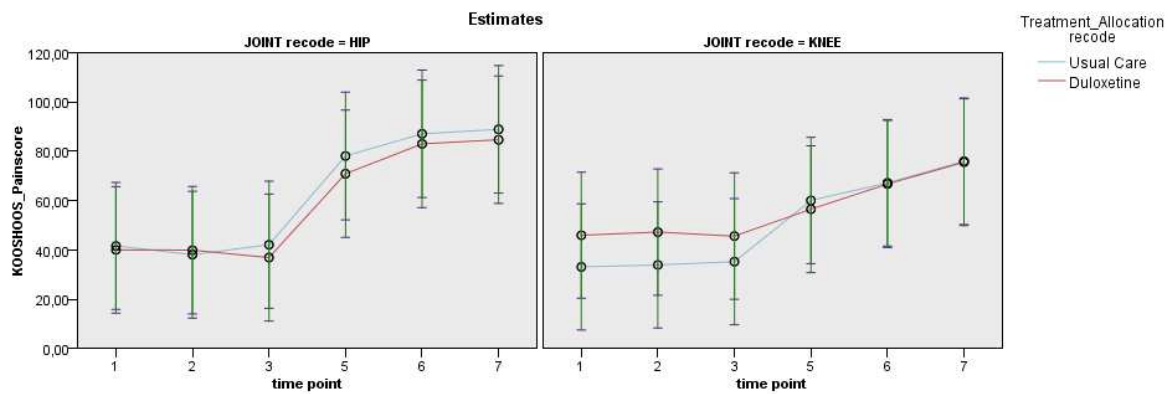 Estimates
JOINT recode = HIP
JOINT recode = KNEE
Treatment_Allocation
recode
Usual Care
Duloxetine
KOOSHOOS_Painscore
120,00
100,00
80,00
60,00
40,00
20,00
0,00
1 2 3 5 6 7
1 2 3 5 6 7
time point
time point